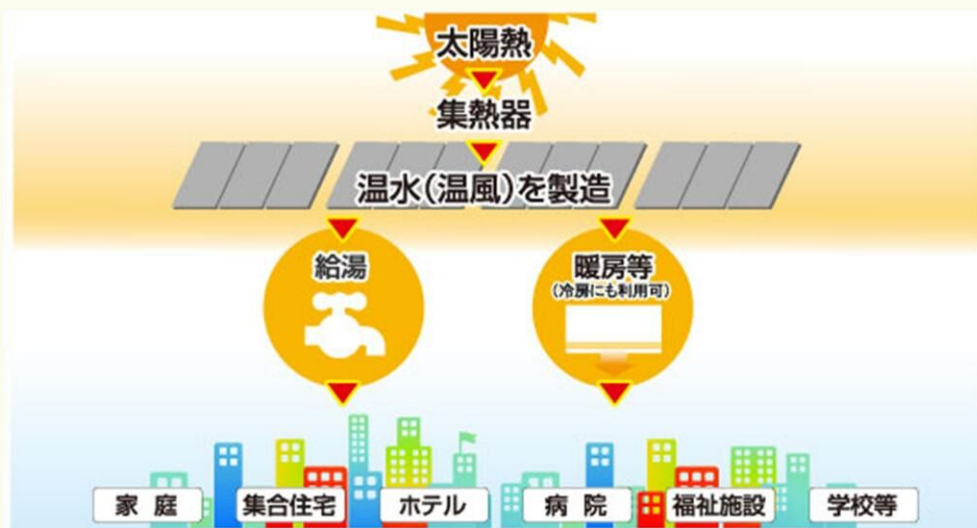 太陽熱
集熱器
温水(温風)を製造
給湯
暖房等
(冷房にも利用可)
家庭
集合住宅
ホテル
病院
福祉施設
学校等